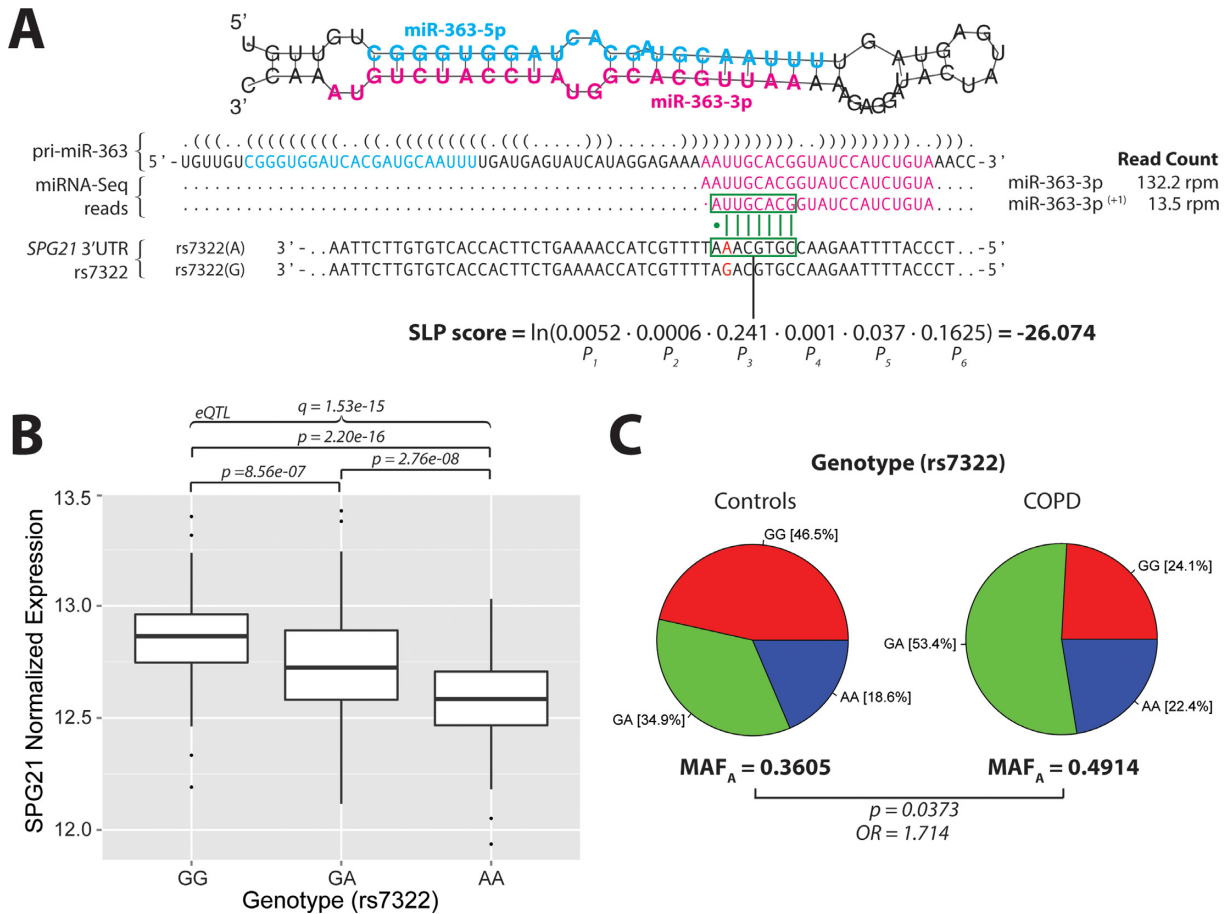 A
miR-363-5p
5'
UGUUGUCGGGUGGAUCACGAUGCAAUUUUGAUGAGU
CCAAAUGUCUACCUAUGGCACGUUAAAAAGAGGAUACUA
3'
miR-363-3p
pri-miR-363
5'-UGUUGUCGGGUGGAUCACGAUGCAAUUUUGAUGAGUAUCAUAGGAGAAAAAUUGCACGGUAUCCAUCUGUAAACC-3'
Read Count
miRNA-Seq reads
AAUUGCACGGUAUCCAUCUGUA.... miR-363-3p 132.2 rpm
AUUGCACGGUAUCCAUCUGUA.... miR-363-3p (+1) 13.5 rpm
SPG21 3'UTR rs7322
rs7322(A) 3'-..AATTCTTGTGTCACCACTTCTGAAAACCATCGTTTTAAACGTGCCAAGAATTTTACCCT..-5'
rs7322(G) 3'-..AATTCTTGTGTCACCACTTCTGAAAACCATCGTTTTAGACGTGCCAAGAATTTTACCCT..-5'
SLP score = ln(0.0052 · 0.0006 · 0.241 · 0.001 · 0.037 · 0.1625) = -26.074
P1 P2 P3 P4 P5 P6
B
eQTL
q = 1.53e-15
p = 2.20e-16
p =8.56e-07
p = 2.76e-08
SPG21 Normalized Expression
13.5
13.0
12.5
12.0
GG GA AA
Genotype (rs7322)
C
Genotype (rs7322)
Controls
GG [46.5%]
GA [34.9%]
AA [18.6%]
MAFA = 0.3605
COPD
GG [24.1%]
GA [53.4%]
AA [22.4%]
MAFA = 0.4914
p = 0.0373
OR = 1.714